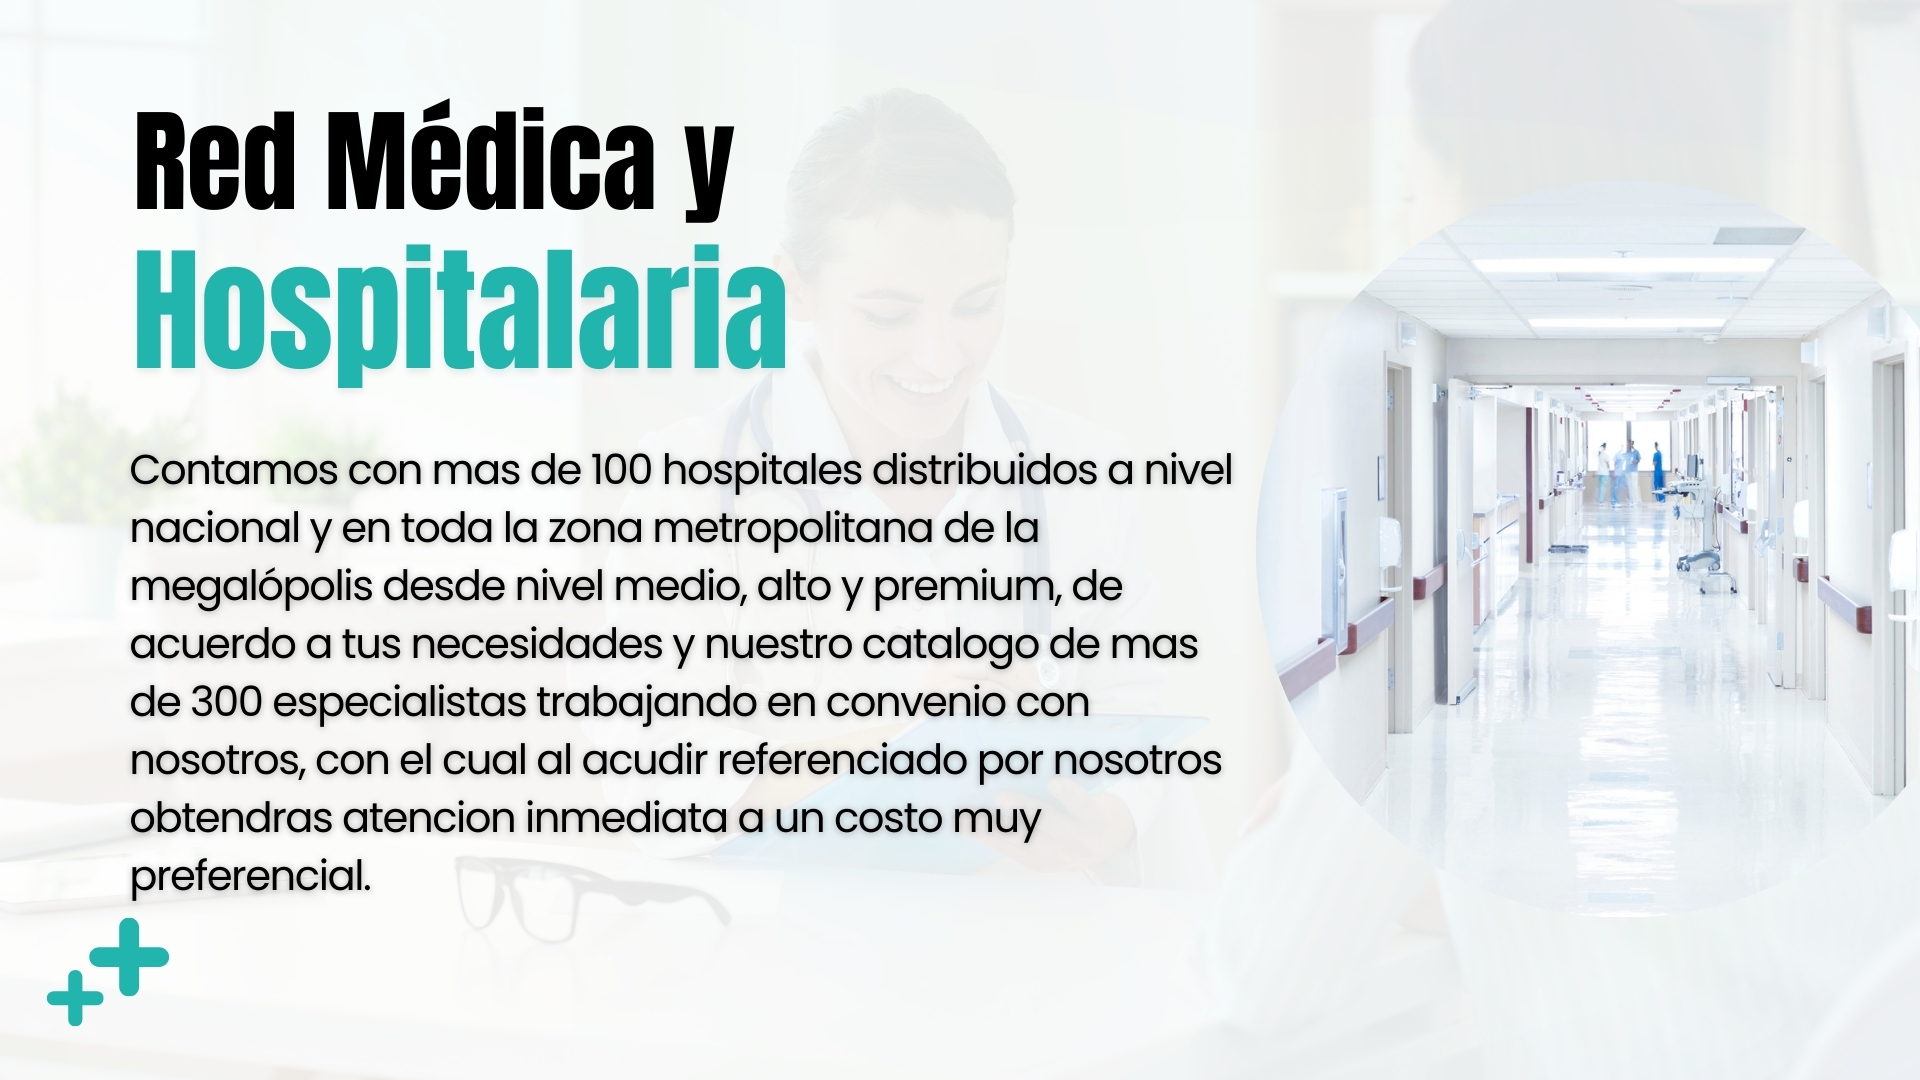 Red Médica y
Hospitalaria
Contamos con mas de 100 hospitales distribuidos a nivel
nacional y en toda la zona metropolitana de la
megalópolis desde nivel medio, alto y premium, de
acuerdo a tus necesidades y nuestro catalogo de mas
de 300 especialistas trabajando en convenio con
nosotros, con el cual al acudir referenciado por nosotros
obtendras atencion inmediata a un costo muy
preferencial.